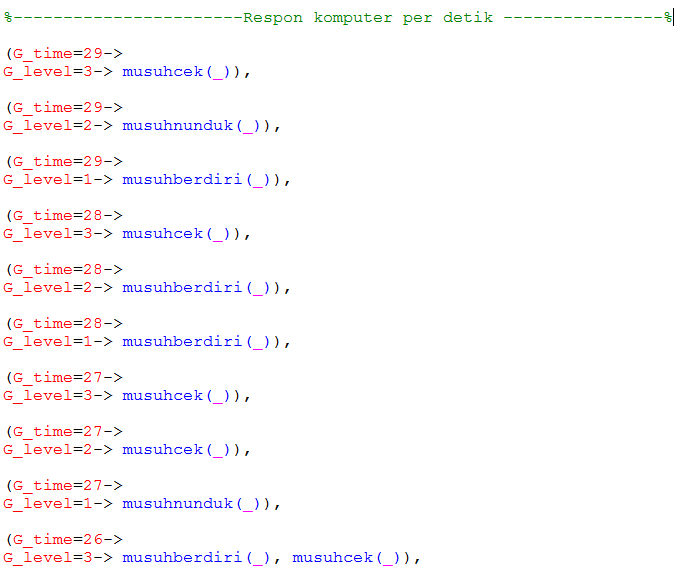 %-----------------------Respon komputer per detik ----------------%
(G_time=29->
G_level=3-> musuhcek(_)),
(G_time=29->
G_level=2-> musuhnunduk(_)),
(G_time=29->
G_level=1-> musuhberdiri(_)),
(G_time=28->
G_level=3-> musuhcek(_)),
(G_time=28->
G_level=2-> musuhberdiri(_)),
(G_time=28->
G_level=1-> musuhberdiri(_)),
(G_time=27->
G_level=3-> musuhcek(_)),
(G_time=27->
G_level=2-> musuhcek(_)),
(G_time=27->
G_level=1-> musuhnunduk(_)),
(G_time=26->
G_level=3-> musuhberdiri(_), musuhcek(_)),